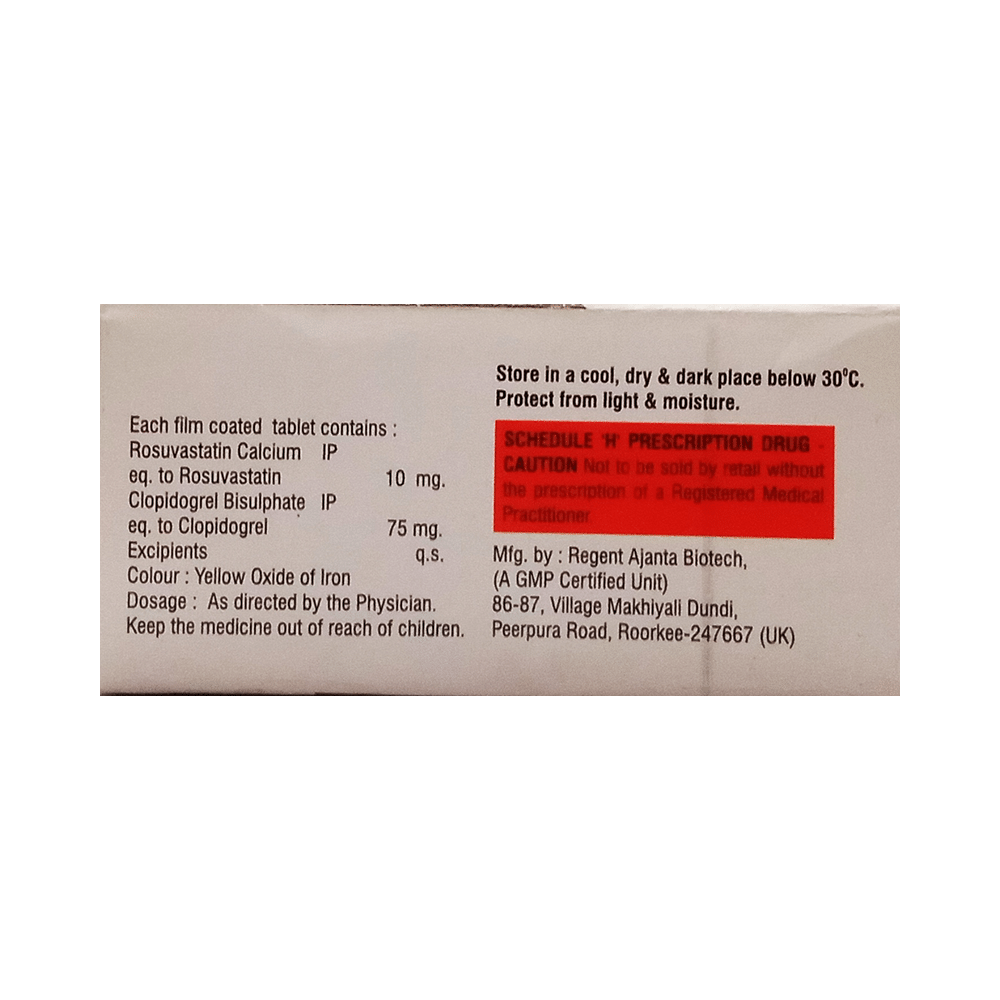 Each film coated tablet contains :
Rosuvastatin Calcium IP
eq. to Rosuvastatin 10 mg.
Clopidogrel Bisulphate IP
eq. to Clopidogrel 75 mg.
Excipients q.s.
Colour : Yellow Oxide of Iron
Dosage : As directed by the Physician.
Keep the medicine out of reach of children.
Store in a cool, dry & dark place below 30⁰C.
Protect from light & moisture.
SCHEDULE 'H' PRESCRIPTION DRUG -
CAUTION Not to be sold by retail without
the prescription of a Registered Medical
Practitioner
Mfg. by : Regent Ajanta Biotech,
(A GMP Certified Unit)
86-87, Village Makhiyali Dundi,
Peerpura Road, Roorkee-247667 (UK)